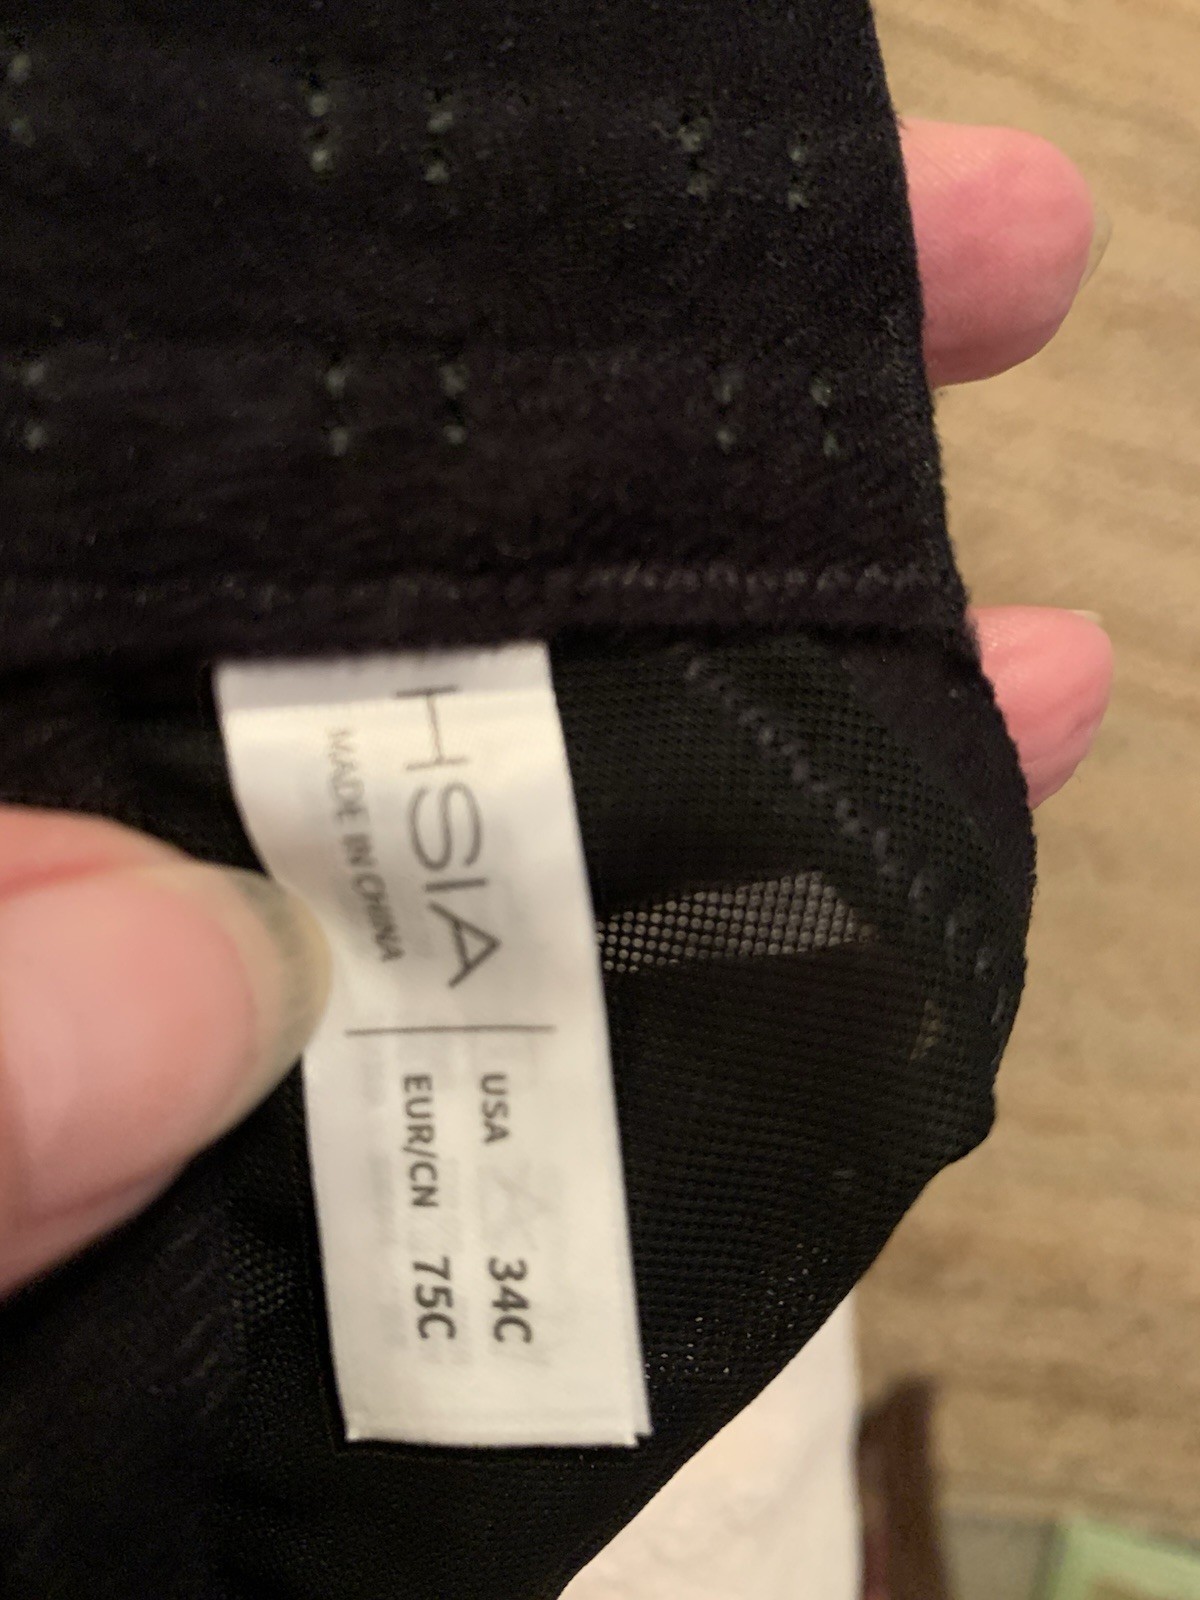 HSIA
MADE IN CHINA
USA 34C
EUR/CN 75C